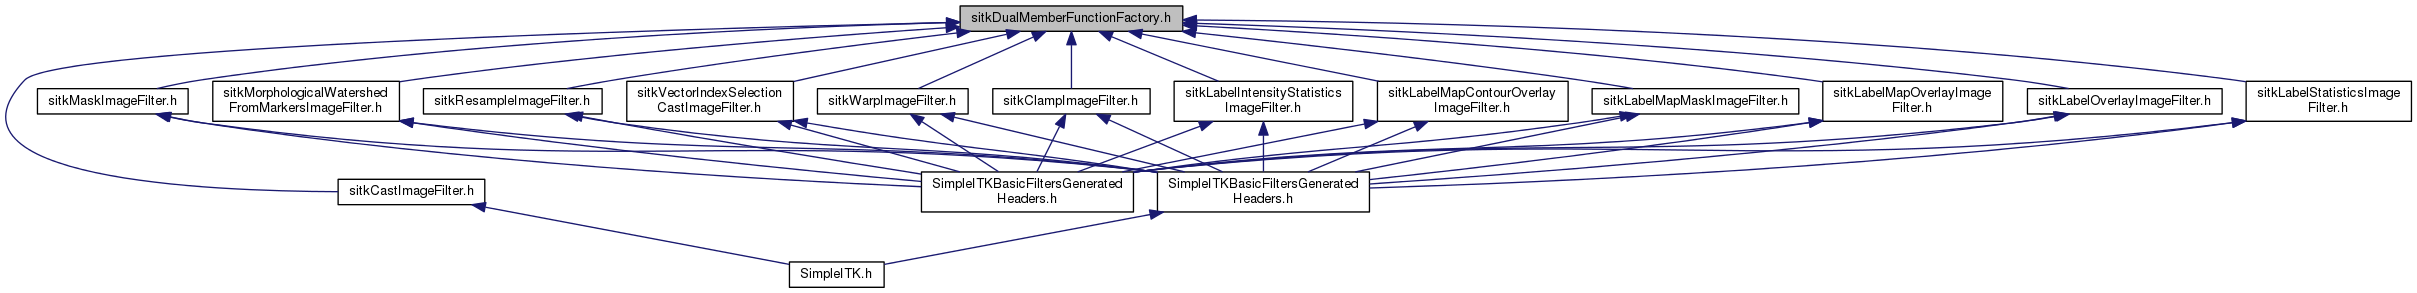 sitkDualMemberFunctionFactory.h
sitkMaskImageFilter.h
sitkMorphologicalWatershed
FromMarkersImageFilter.h
sitkResampleImageFilter.h
sitkVectorIndexSelection
CastImageFilter.h
sitkWarpImageFilter.h
sitkClampImageFilter.h
sitkLabelIntensityStatistics
ImageFilter.h
sitkLabelMapContourOverlay
ImageFilter.h
sitkLabelMapMaskImageFilter.h
sitkLabelMapOverlayImage
Filter.h
sitkLabelOverlayImageFilter.h
sitkLabelStatisticsImage
Filter.h
sitkCastImageFilter.h
SimpleITKBasicFiltersGenerated
Headers.h
SimpleITKBasicFiltersGenerated
Headers.h
SimpleITK.h